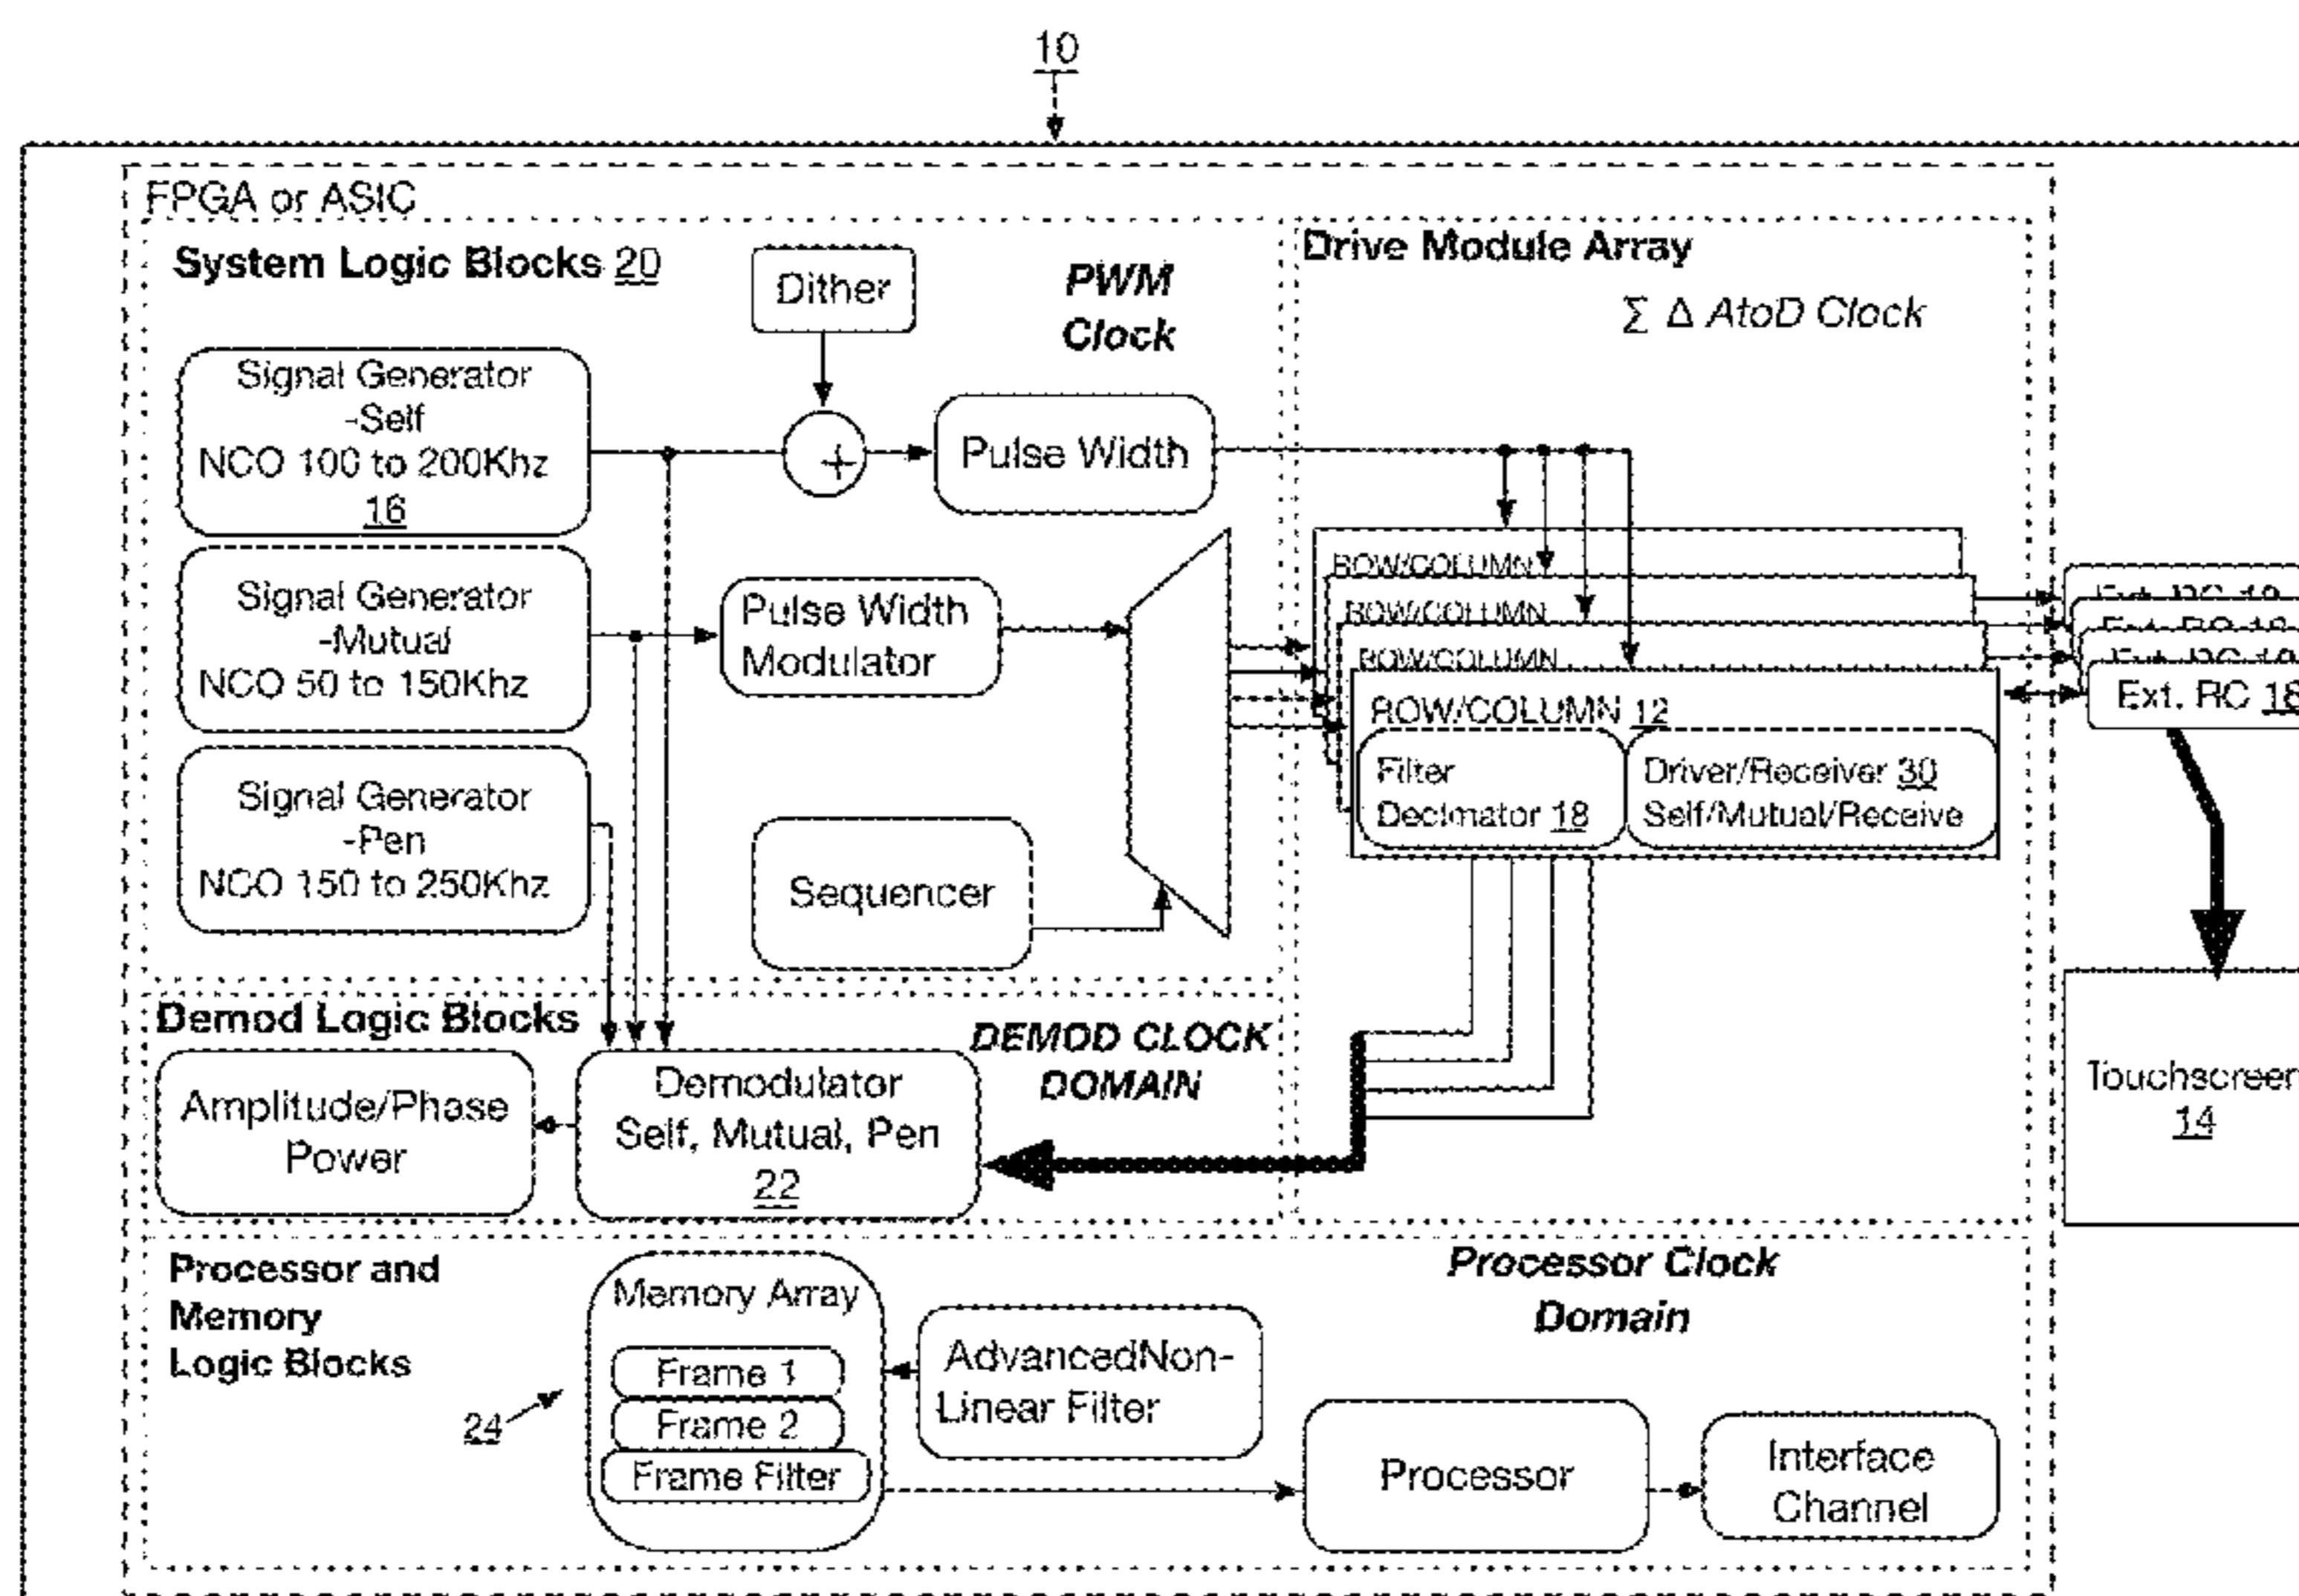 10
FPGA or ASIC
System Logic Blocks 20
Dither
PWM
Clock
Drive Module Array
∑ Δ AtoD Clock
Signal Generator
-Self
NCO 100 to 200Khz
16
Pulse Width
Signal Generator
-Mutual
NCO 50 to 150Khz
Pulse Width
Modulator
Signal Generator
-Pen
NCO 150 to 250Khz
Sequencer
ROW/COLUMN
ROW/COLUMN
ROW/COLUMN
ROW/COLUMN 12
Filter
Decimator 18
Driver/Receiver 30
Self/Mutual/Receive
Ext. RC
Touchscreen
14
Demod Logic Blocks
DEMOD CLOCK
DOMAIN
Amplitude/Phase
Power
Demodulator
Self, Mutual, Pen
22
Processor and
Memory
Logic Blocks
24
Memory Array
Frame 1
Frame 2
Frame Filter
AdvancedNon-
Linear Filter
Processor Clock
Domain
Processor
Interface
Channel